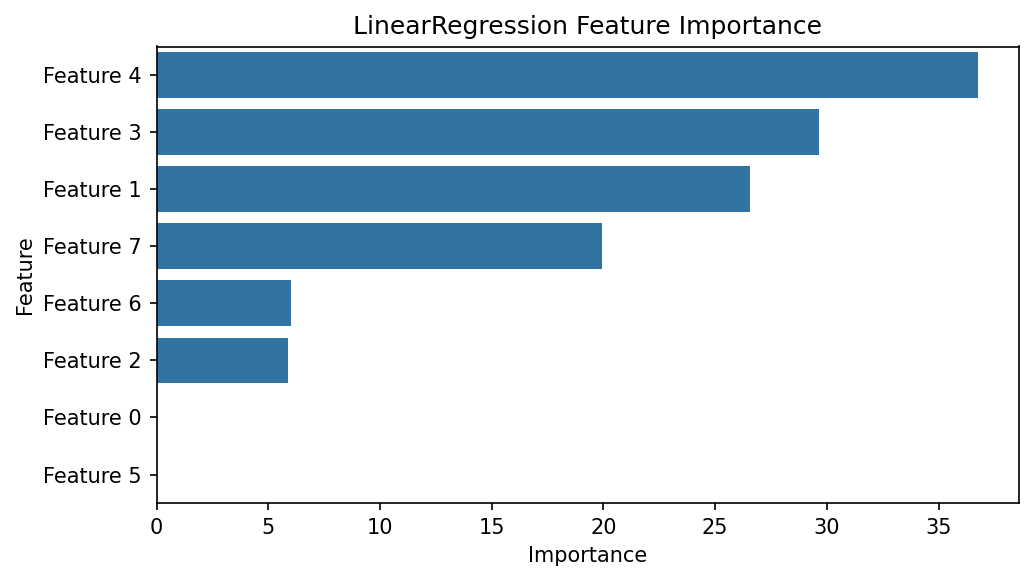 LinearRegression Feature Importance
Feature
Feature 4
Feature 3
Feature 1
Feature 7
Feature 6
Feature 2
Feature 0
Feature 5
0 5 10 15 20 25 30 35
Importance